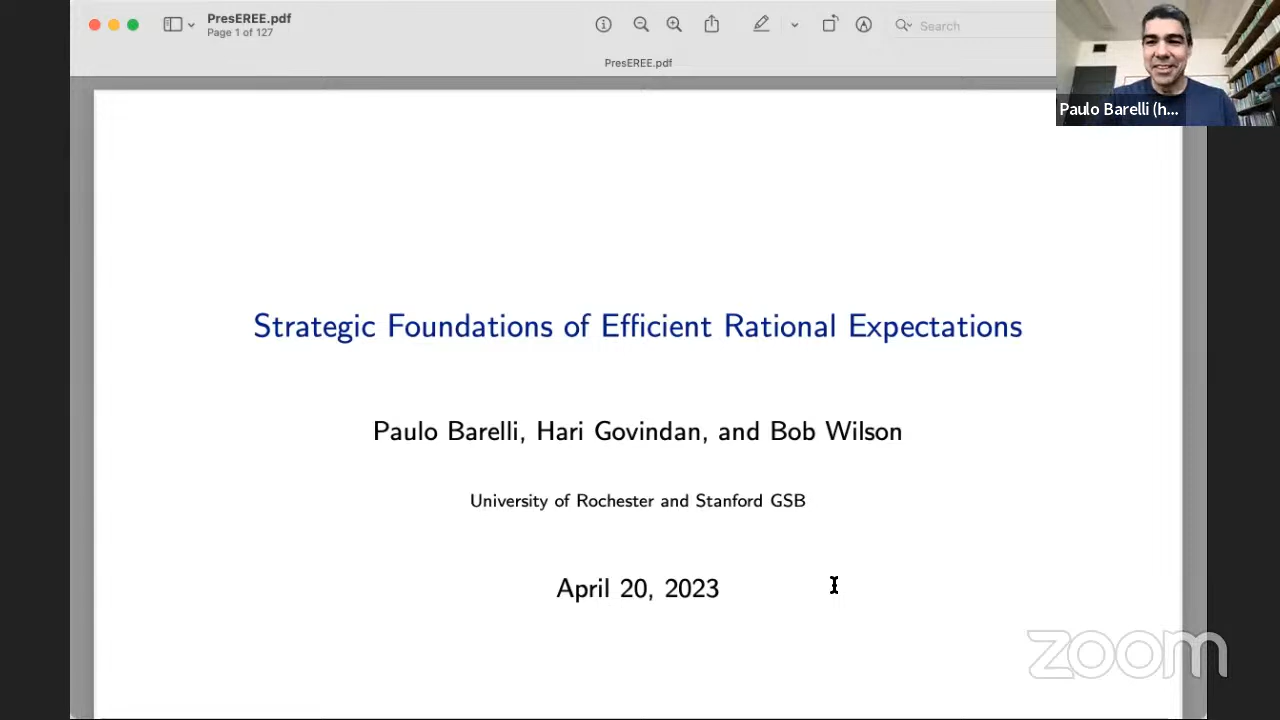 PresEREE.pdf
Page 1 of 127
Search
PresEREE.pdf
Paulo Barelli (h...
Strategic Foundations of Efficient Rational Expectations
Paulo Barelli, Hari Govindan, and Bob Wilson
University of Rochester and Stanford GSB
April 20, 2023
zoom